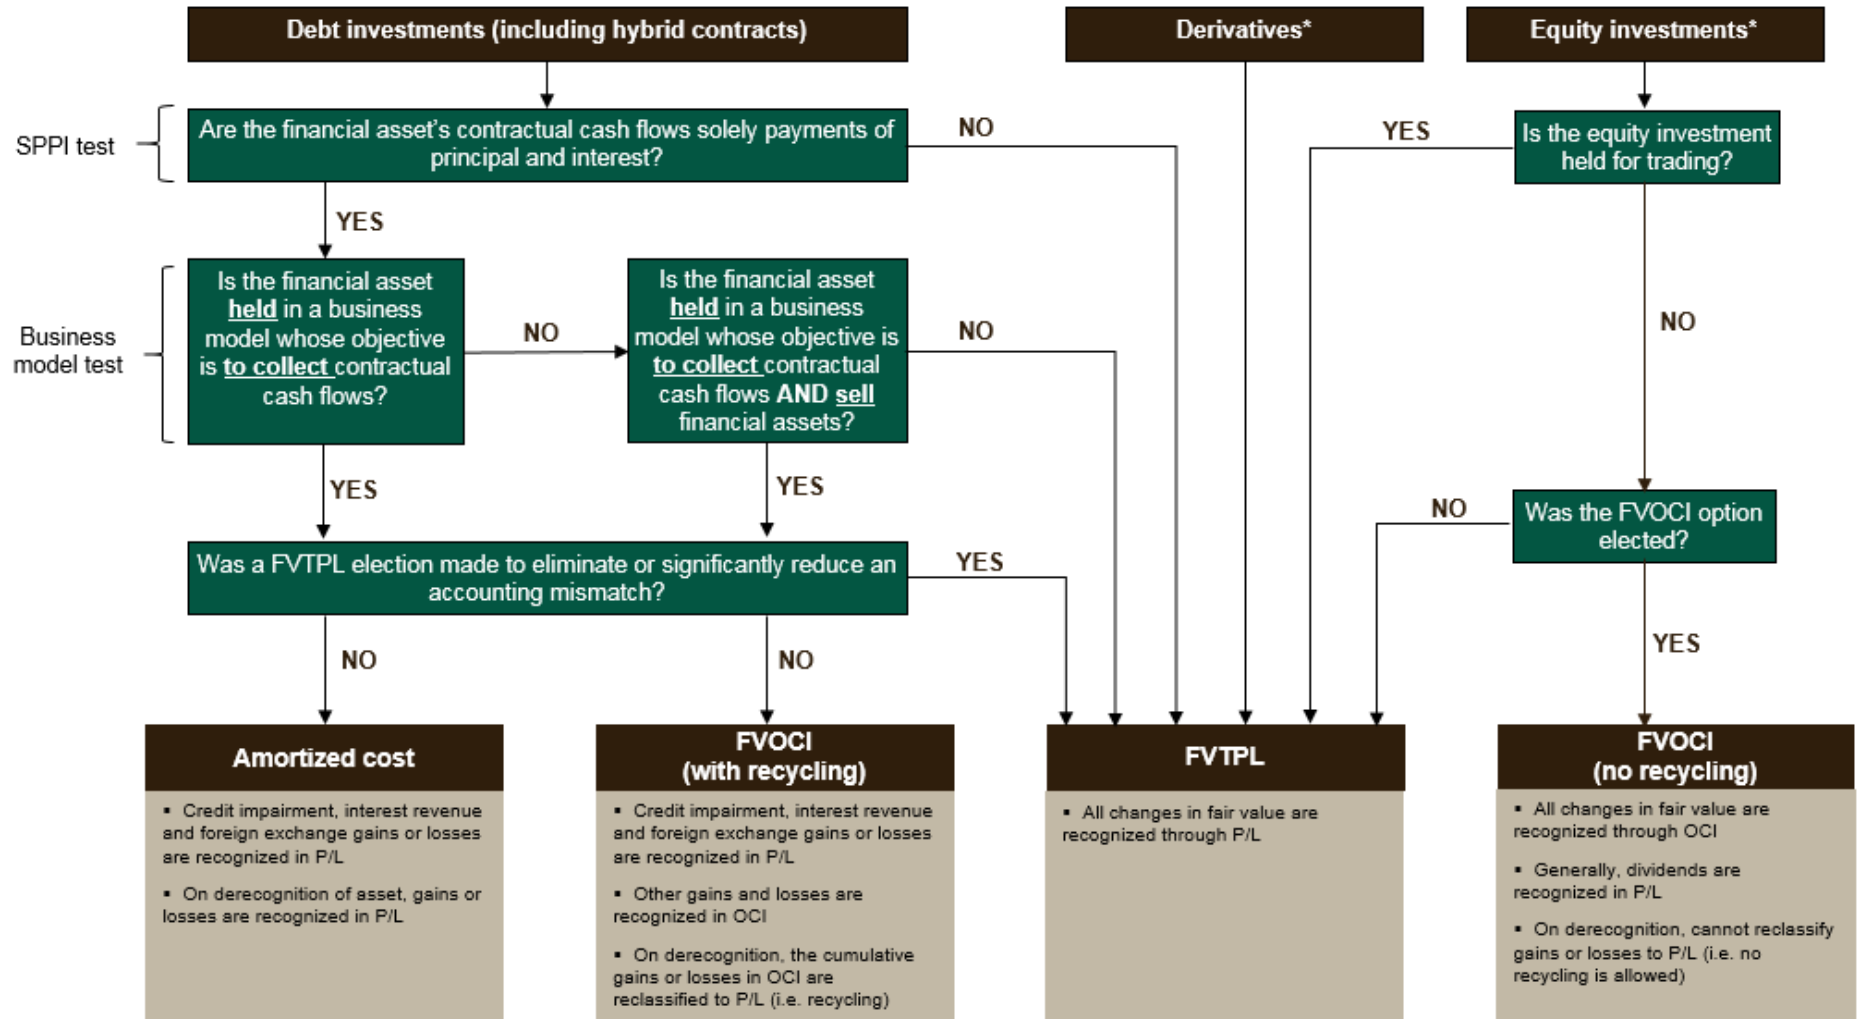 Debt investments (including hybrid contracts)
Derivatives*
Equity investments*
SPPI test
Are the financial asset's contractual cash flows solely payments of
principal and interest?
NO
YES
Is the equity investment
held for trading?
YES
NO
Business
model test
Is the financial asset
held in a business
model whose objective
is to collect contractual
cash flows?
NO
Is the financial asset
held in a business
model whose objective is
to collect contractual
cash flows AND sell
financial assets?
NO
YES
YES
NO
Was the FVOCI option
elected?
Was a FVTPL election made to eliminate or significantly reduce an
accounting mismatch?
YES
NO
NO
YES
Amortized cost
▪ Credit impairment, interest revenue
and foreign exchange gains or losses
are recognized in P/L
▪ On derecognition of asset, gains or
losses are recognized in P/L
FVOCI
(with recycling)
▪ Credit impairment, interest revenue
and foreign exchange gains or losses
are recognized in P/L
▪ Other gains and losses are
recognized in OCI
▪ On derecognition, the cumulative
gains or losses in OCI are
reclassified to P/L (i.e. recycling)
FVTPL
▪ All changes in fair value are
recognized through P/L
FVOCI
(no recycling)
▪ All changes in fair value are
recognized through OCI
▪ Generally, dividends are
recognized in P/L
▪ On derecognition, cannot reclassify
gains or losses to P/L (i.e. no
recycling is allowed)